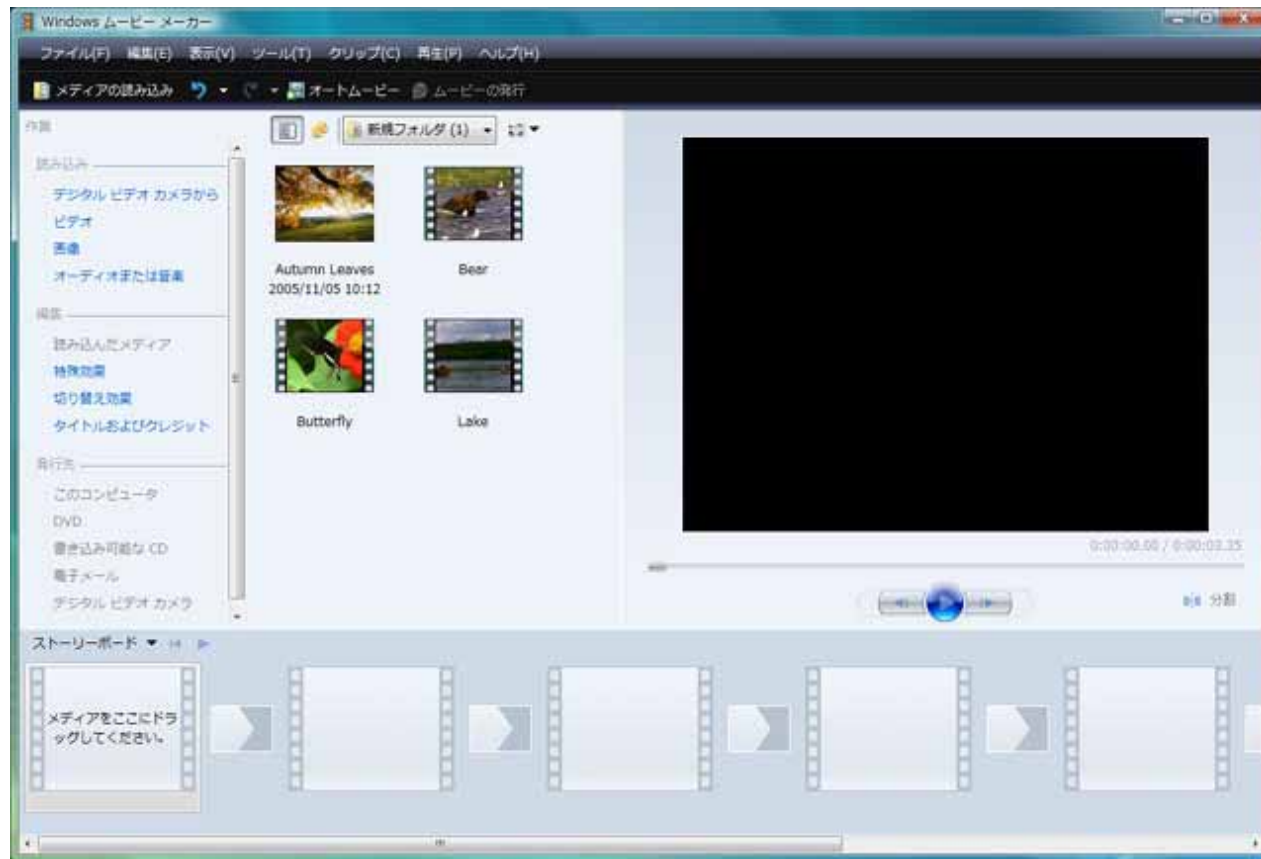 Windows ムービー メーカー
ファイル(F) 編集(E) 表示(V) ツール(T) クリップ(C) 再生(P) ヘルプ(H)
メディアの読み込み オートムービー ムービーの発行
作業
新規フォルダ (1)
読み込み
デジタル ビデオ カメラから
ビデオ
画像
オーディオまたは音楽
編集
読み込んだメディア
特殊効果
切り替え効果
タイトルおよびクレジット
発行先
このコンピュータ
DVD
書き込み可能な CD
電子メール
デジタル ビデオ カメラ
Autumn Leaves
2005/11/05 10:12
Bear
Butterfly
Lake
0:00:00.00 / 0:00:03.35
分割
ストーリーボード
メディアをここにドラ
ッグしてください。